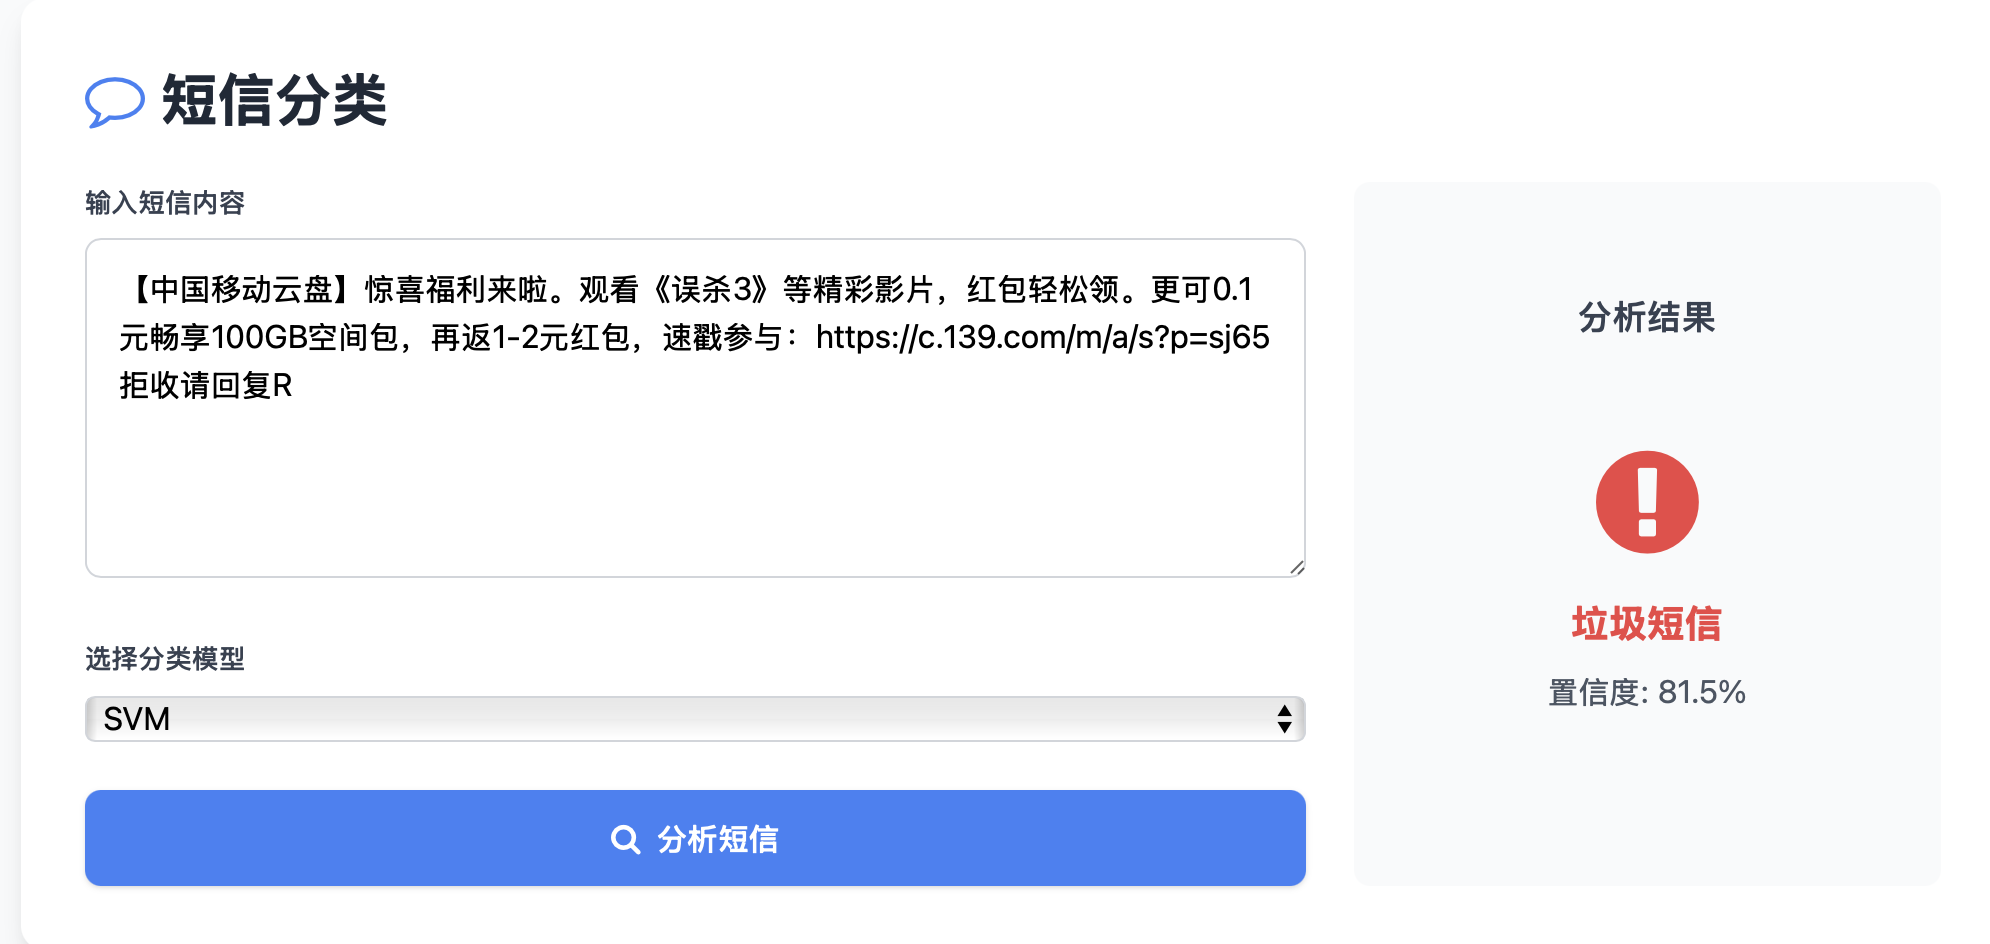 短信分类
输入短信内容
【中国移动云盘】惊喜福利来啦。观看《误杀3》等精彩影片，红包轻松领。更可0.1
元畅享100GB空间包，再返1-2元红包，速戳参与：https://c.139.com/m/a/s?p=sj65
拒收请回复R
选择分类模型
SVM
分析短信
分析结果
垃圾短信
置信度: 81.5%